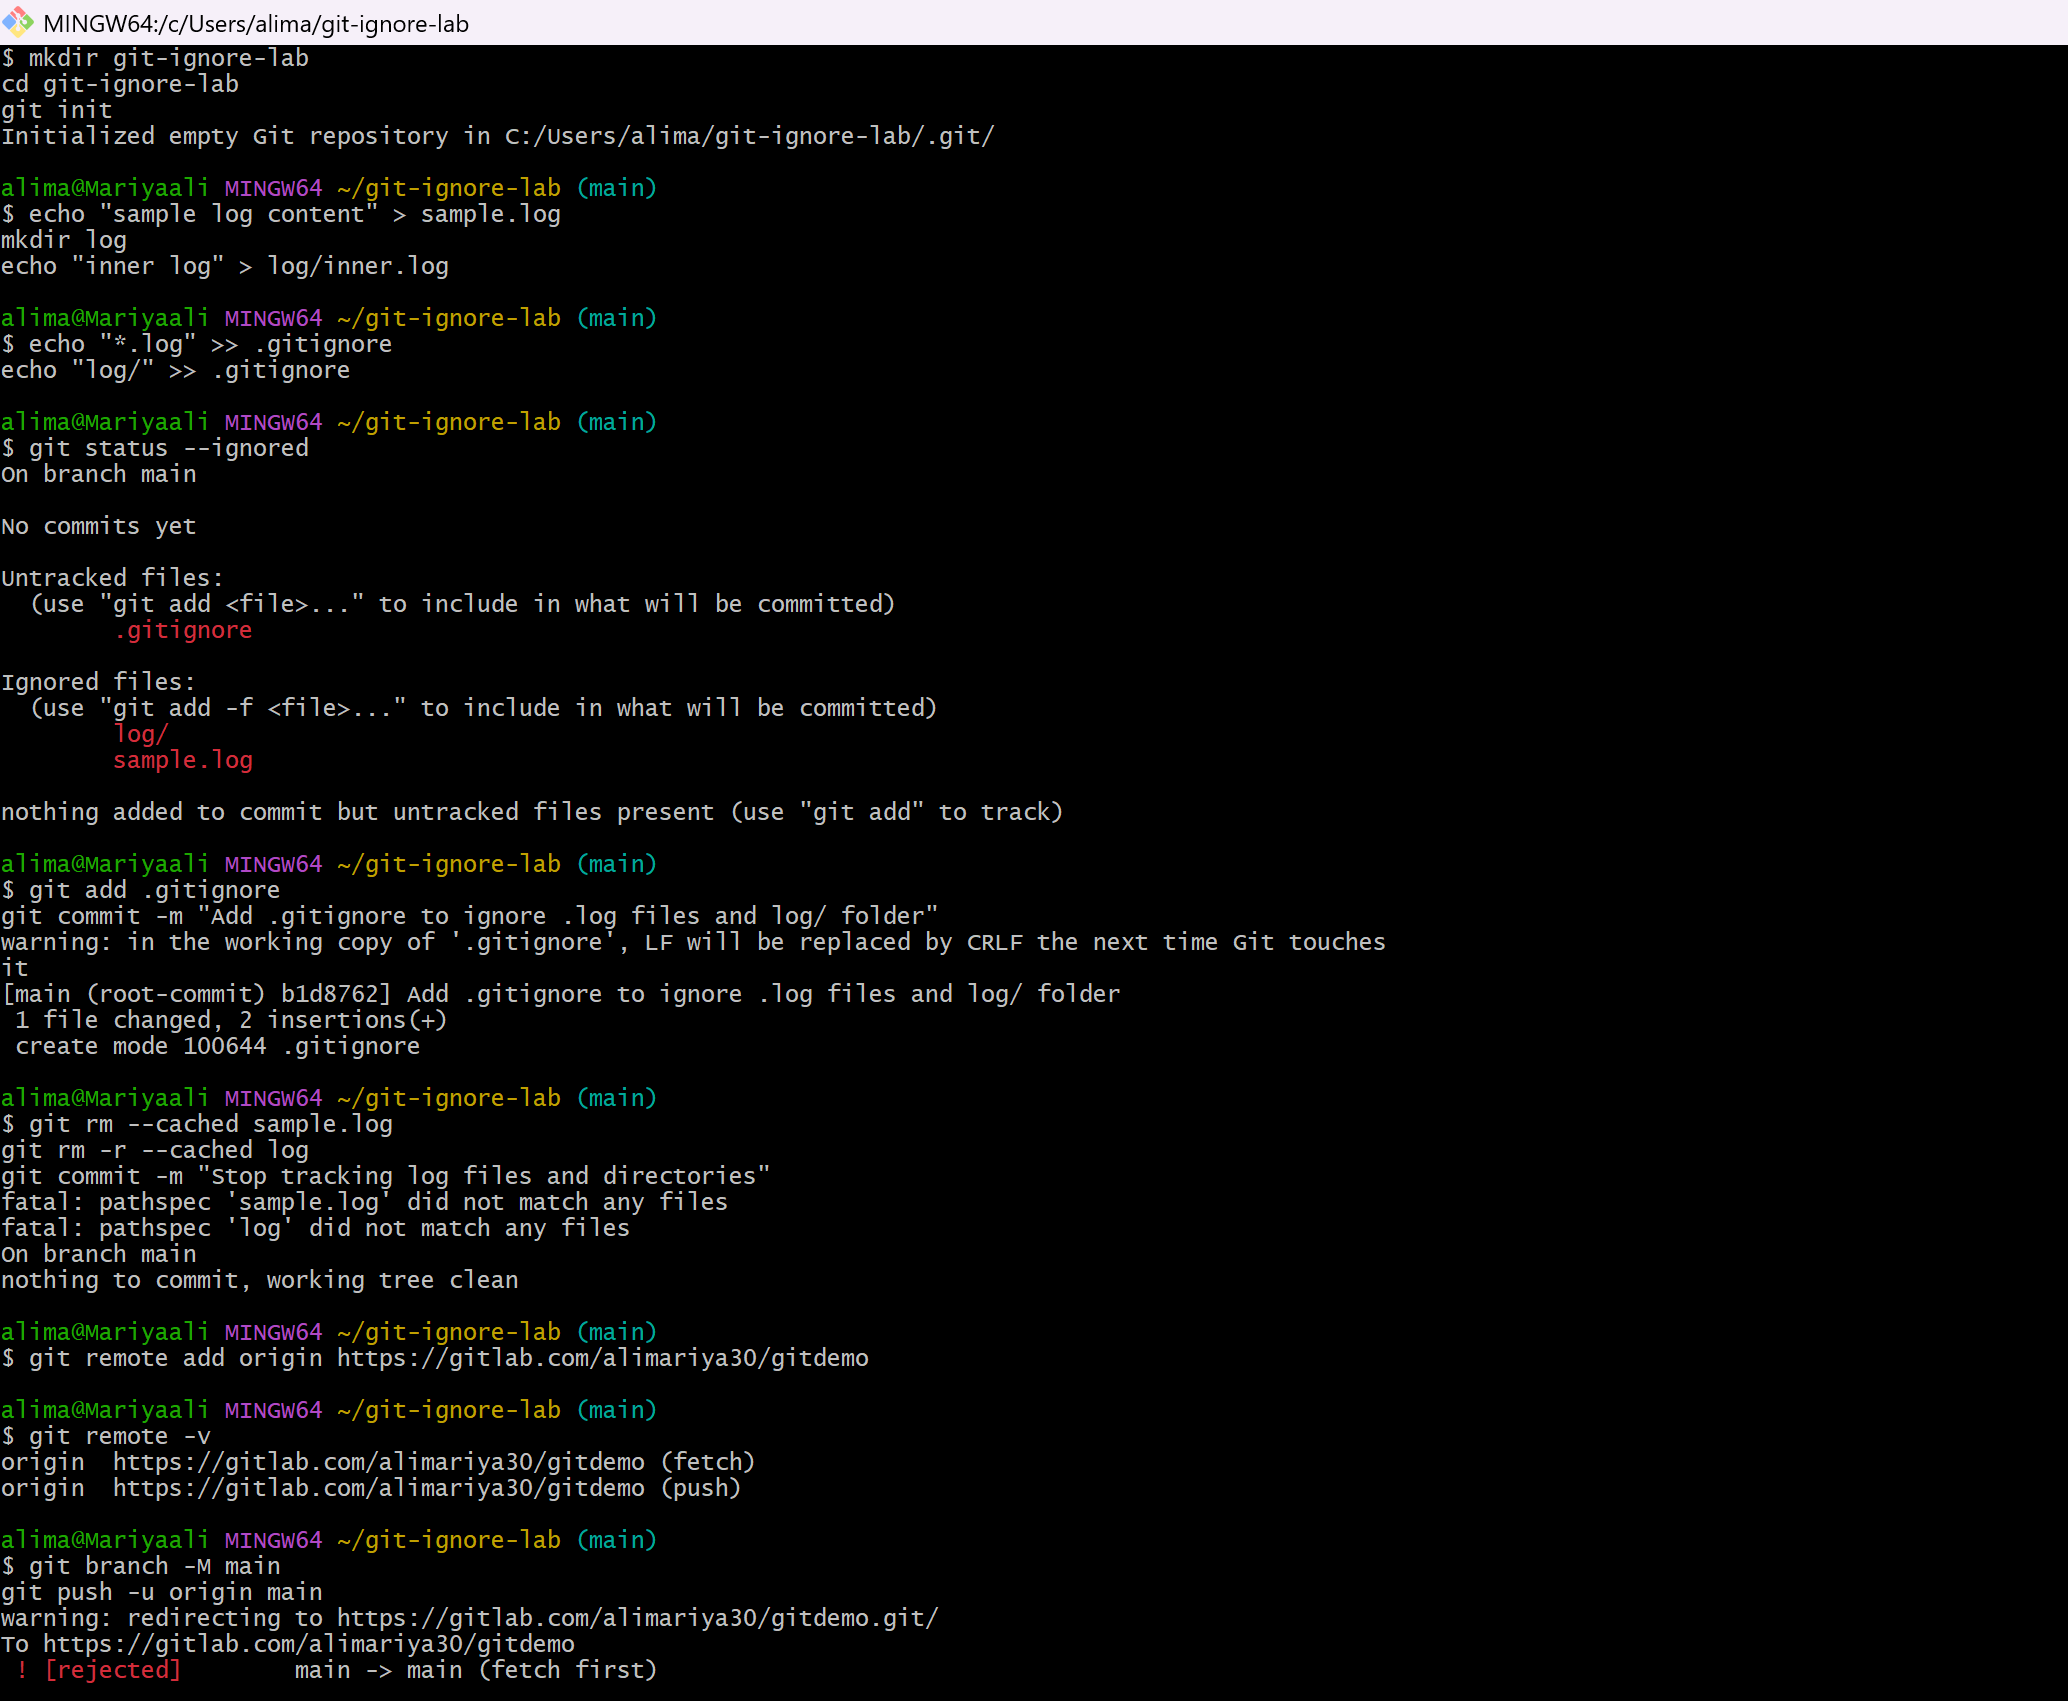 MINGW64:/c/Users/alima/git-ignore-lab
$ mkdir git-ignore-lab
cd git-ignore-lab
git init
Initialized empty Git repository in C:/Users/alima/git-ignore-lab/.git/
alima@Mariyaali MINGW64 ~/git-ignore-lab (main)
$ echo "sample log content" > sample.log
mkdir log
echo "inner log" > log/inner.log
alima@Mariyaali MINGW64 ~/git-ignore-lab (main)
$ echo "*.log" >> .gitignore
echo "log/" >> .gitignore
alima@Mariyaali MINGW64 ~/git-ignore-lab (main)
$ git status --ignored
On branch main
No commits yet
Untracked files:
  (use "git add <file>..." to include in what will be committed)
        .gitignore
Ignored files:
  (use "git add -f <file>..." to include in what will be committed)
        log/
        sample.log
nothing added to commit but untracked files present (use "git add" to track)
alima@Mariyaali MINGW64 ~/git-ignore-lab (main)
$ git add .gitignore
git commit -m "Add .gitignore to ignore .log files and log/ folder"
warning: in the working copy of '.gitignore', LF will be replaced by CRLF the next time Git touches
it
[main (root-commit) b1d8762] Add .gitignore to ignore .log files and log/ folder
 1 file changed, 2 insertions(+)
 create mode 100644 .gitignore
alima@Mariyaali MINGW64 ~/git-ignore-lab (main)
$ git rm --cached sample.log
git rm -r --cached log
git commit -m "Stop tracking log files and directories"
fatal: pathspec 'sample.log' did not match any files
fatal: pathspec 'log' did not match any files
On branch main
nothing to commit, working tree clean
alima@Mariyaali MINGW64 ~/git-ignore-lab (main)
$ git remote add origin https://gitlab.com/alimariya30/gitdemo
alima@Mariyaali MINGW64 ~/git-ignore-lab (main)
$ git remote -v
origin  https://gitlab.com/alimariya30/gitdemo (fetch)
origin  https://gitlab.com/alimariya30/gitdemo (push)
alima@Mariyaali MINGW64 ~/git-ignore-lab (main)
$ git branch -M main
git push -u origin main
warning: redirecting to https://gitlab.com/alimariya30/gitdemo.git/
To https://gitlab.com/alimariya30/gitdemo
 ! [rejected]        main -> main (fetch first)